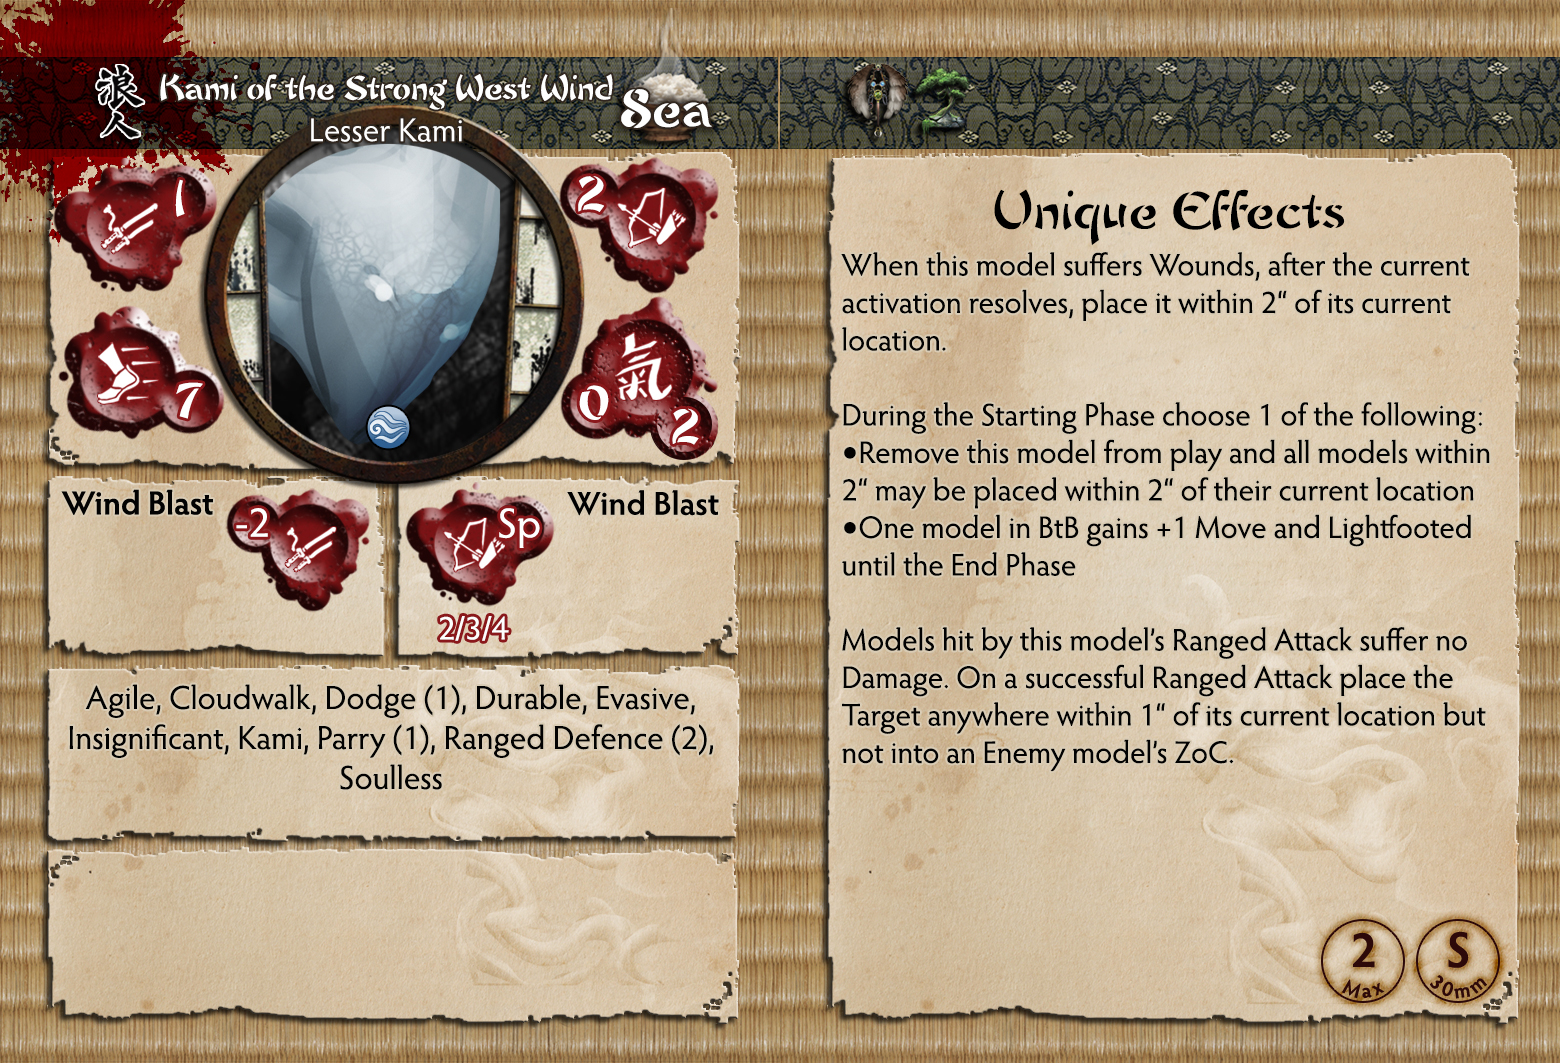 浪人
Kami of the Strong West Wind
Lesser Kami
8ea
1
2
7
氣
0
2
Wind Blast
-2
Sp
Wind Blast
2/3/4
Agile, Cloudwalk, Dodge (1), Durable, Evasive,
Insignificant, Kami, Parry (1), Ranged Defence (2),
Soulless
Unique Effects
When this model suffers Wounds, after the current
activation resolves, place it within 2“ of its current
location.
During the Starting Phase choose 1 of the following:
•Remove this model from play and all models within
2“ may be placed within 2“ of their current location
•One model in BtB gains +1 Move and Lightfooted
until the End Phase
Models hit by this model’s Ranged Attack suffer no
Damage. On a successful Ranged Attack place the
Target anywhere within 1“ of its current location but
not into an Enemy model’s ZoC.
2
Max
S
30mm